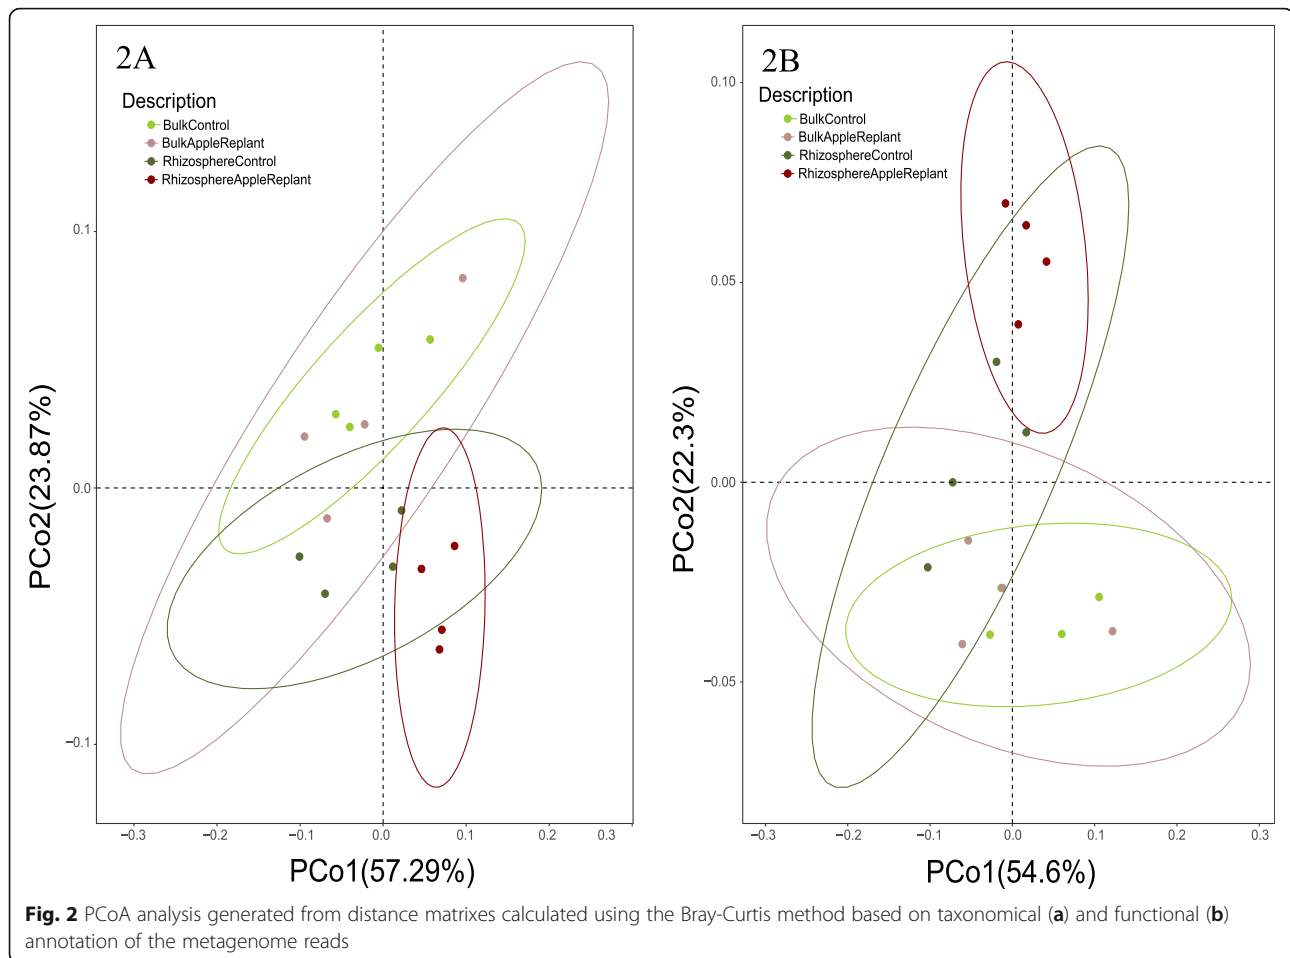 2A
Description
BulkControl
BulkAppleReplant
RhizosphereControl
RhizosphereAppleReplant
0.1
0.0
−0.1
PCo2(23.87%)
−0.3
−0.2
−0.1
0.0
0.1
0.2
0.3
PCo1(57.29%)
2B
Description
BulkControl
BulkAppleReplant
RhizosphereControl
RhizosphereAppleReplant
0.10
0.05
0.00
−0.05
PCo2(22.3%)
−0.3
−0.2
−0.1
0.0
0.1
0.2
0.3
PCo1(54.6%)
Fig. 2 PCoA analysis generated from distance matrixes calculated using the Bray-Curtis method based on taxonomical (a) and functional (b)
annotation of the metagenome reads